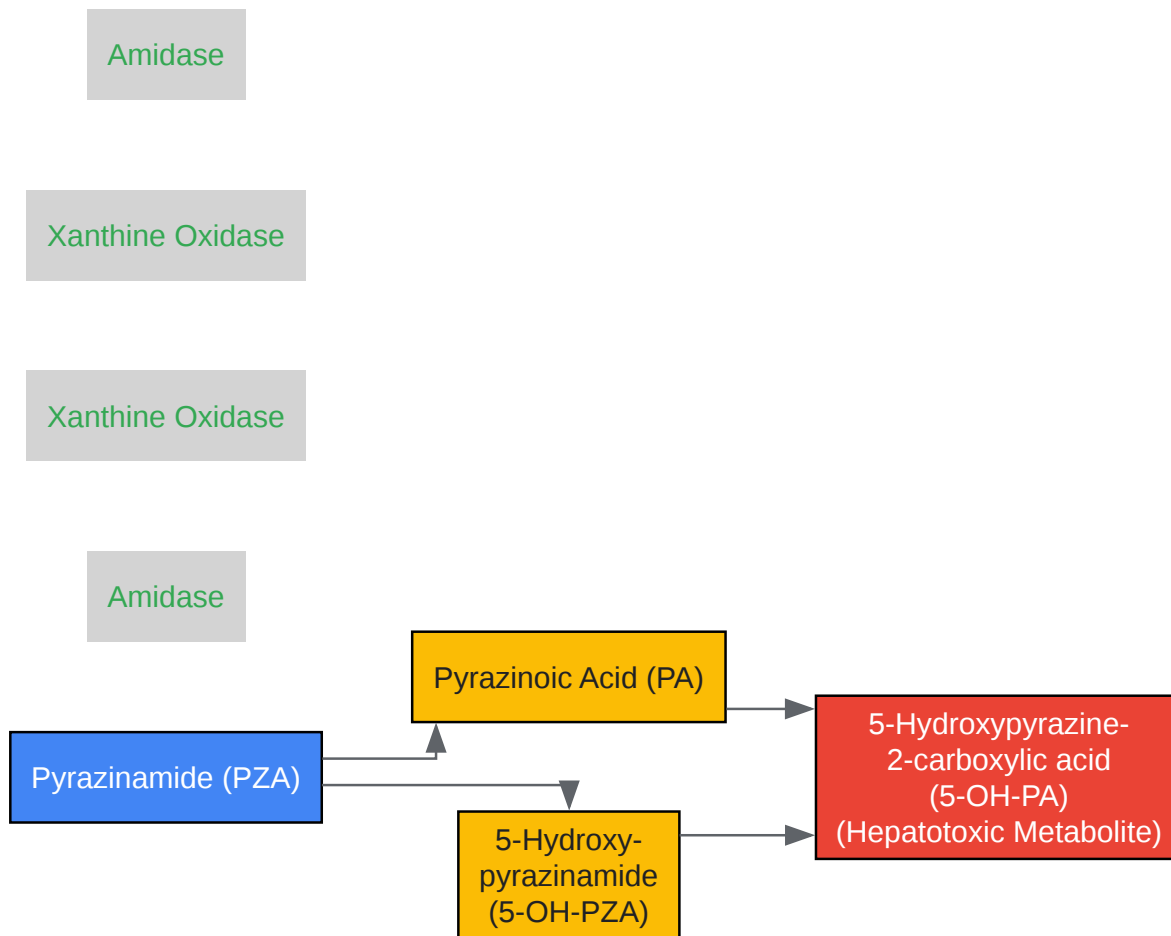 Amidase
Xanthine Oxidase
Xanthine Oxidase
Amidase
Pyrazinoic Acid (PA)
Pyrazinamide (PZA)
5-Hydroxypyrazine-
2-carboxylic acid
(5-OH-PA)
(Hepatotoxic Metabolite)
5-Hydroxy-
pyrazinamide
(5-OH-PZA)